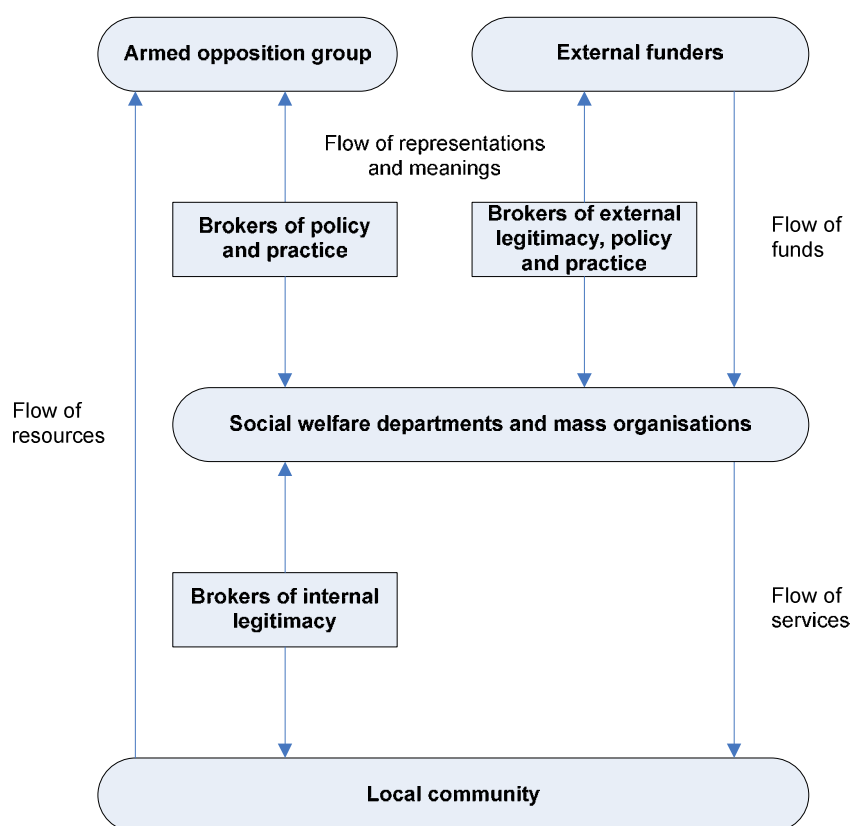 Armed opposition group
External funders
Flow of representations
and meanings
Brokers of policy
and practice
Brokers of external
legitimacy, policy
and practice
Flow of
funds
Flow of
resources
Social welfare departments and mass organisations
Brokers of internal
legitimacy
Flow of
services
Local community